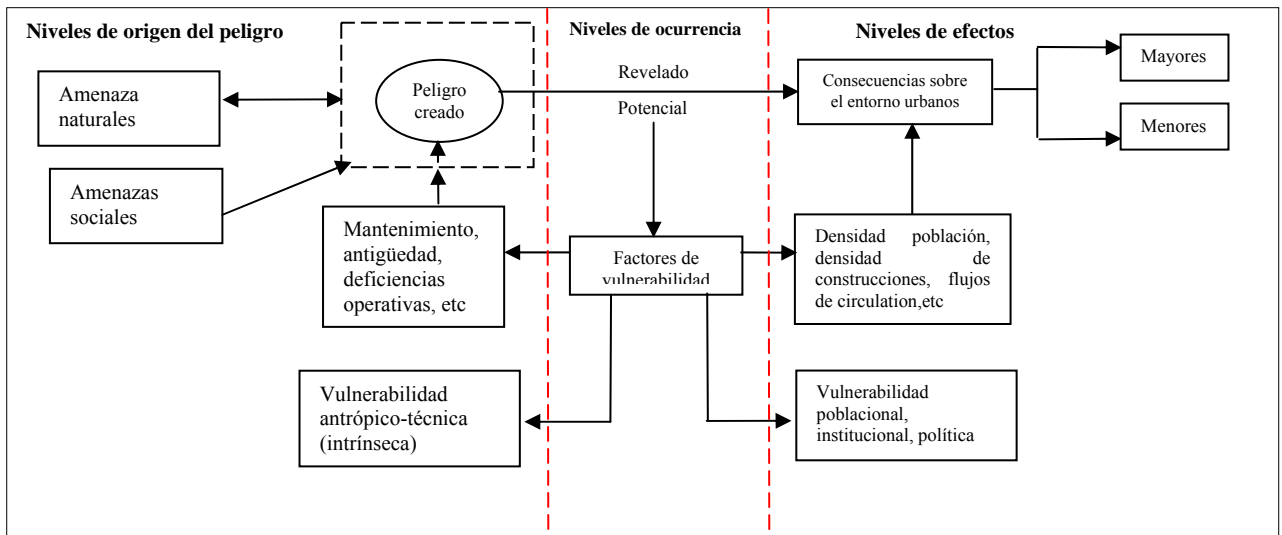 Niveles de origen del peligro
Amenaza
naturales
Amenazas
sociales
Peligro
creado
Mantenimiento,
antigüedad,
deficiencias
operativas, etc
Vulnerabilidad
antrópico-técnica
(intrínseca)
Niveles de ocurrencia
Revelado
Potencial
Factores de
vulnerabilidad
Niveles de efectos
Consecuencias sobre
el entorno urbanos
Mayores
Menores
Densidad población,
densidad de
construcciones, flujos
de circulation,etc
Vulnerabilidad
poblacional,
institucional, política